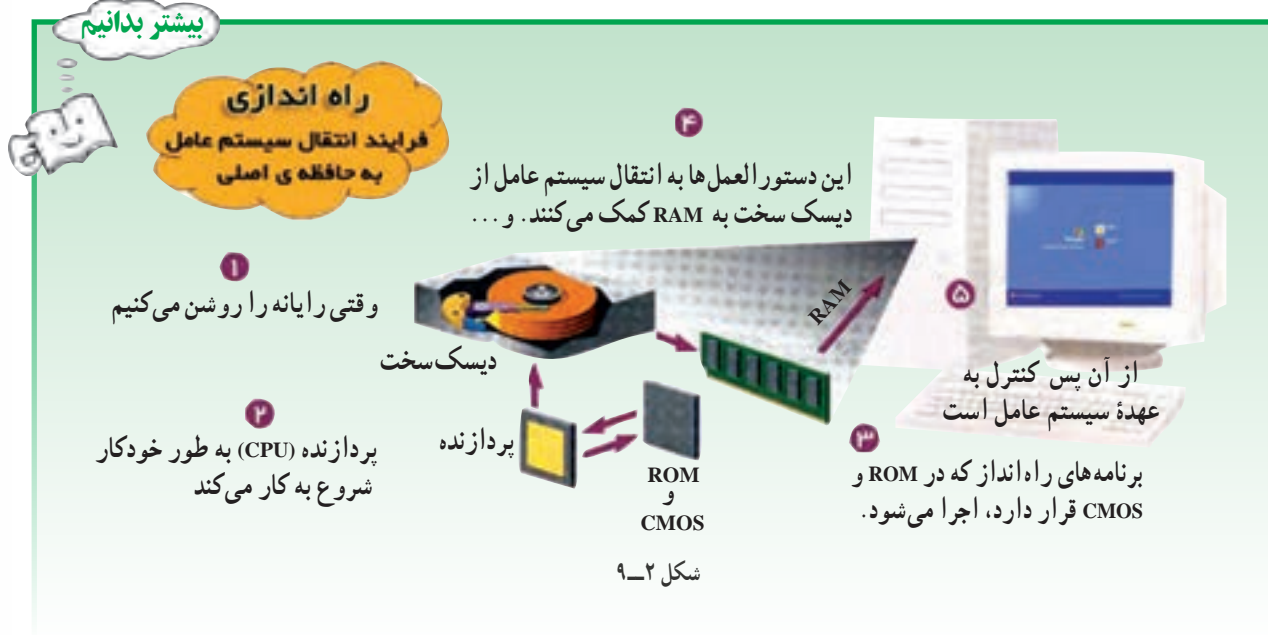 بیشتر بدانیم
راه اندازی
فرایند انتقال سیستم عامل
به حافظه ی اصلی
۱
وقتی رایانه را روشن می‌کنیم
۲
پردازنده (CPU) به طور خودکار
شروع به کار می‌کند
۳
برنامه‌های راه‌انداز که در ROM و
CMOS قرار دارد، اجرا می‌شود.
۴
این دستورالعمل‌ها به انتقال سیستم عامل از
دیسک سخت به RAM کمک می‌کنند. و ...
۵
از آن پس کنترل به
عهدهٔ سیستم عامل است
دیسک‌سخت
پردازنده
ROM
و
CMOS
RAM
شکل ۲ــ۹